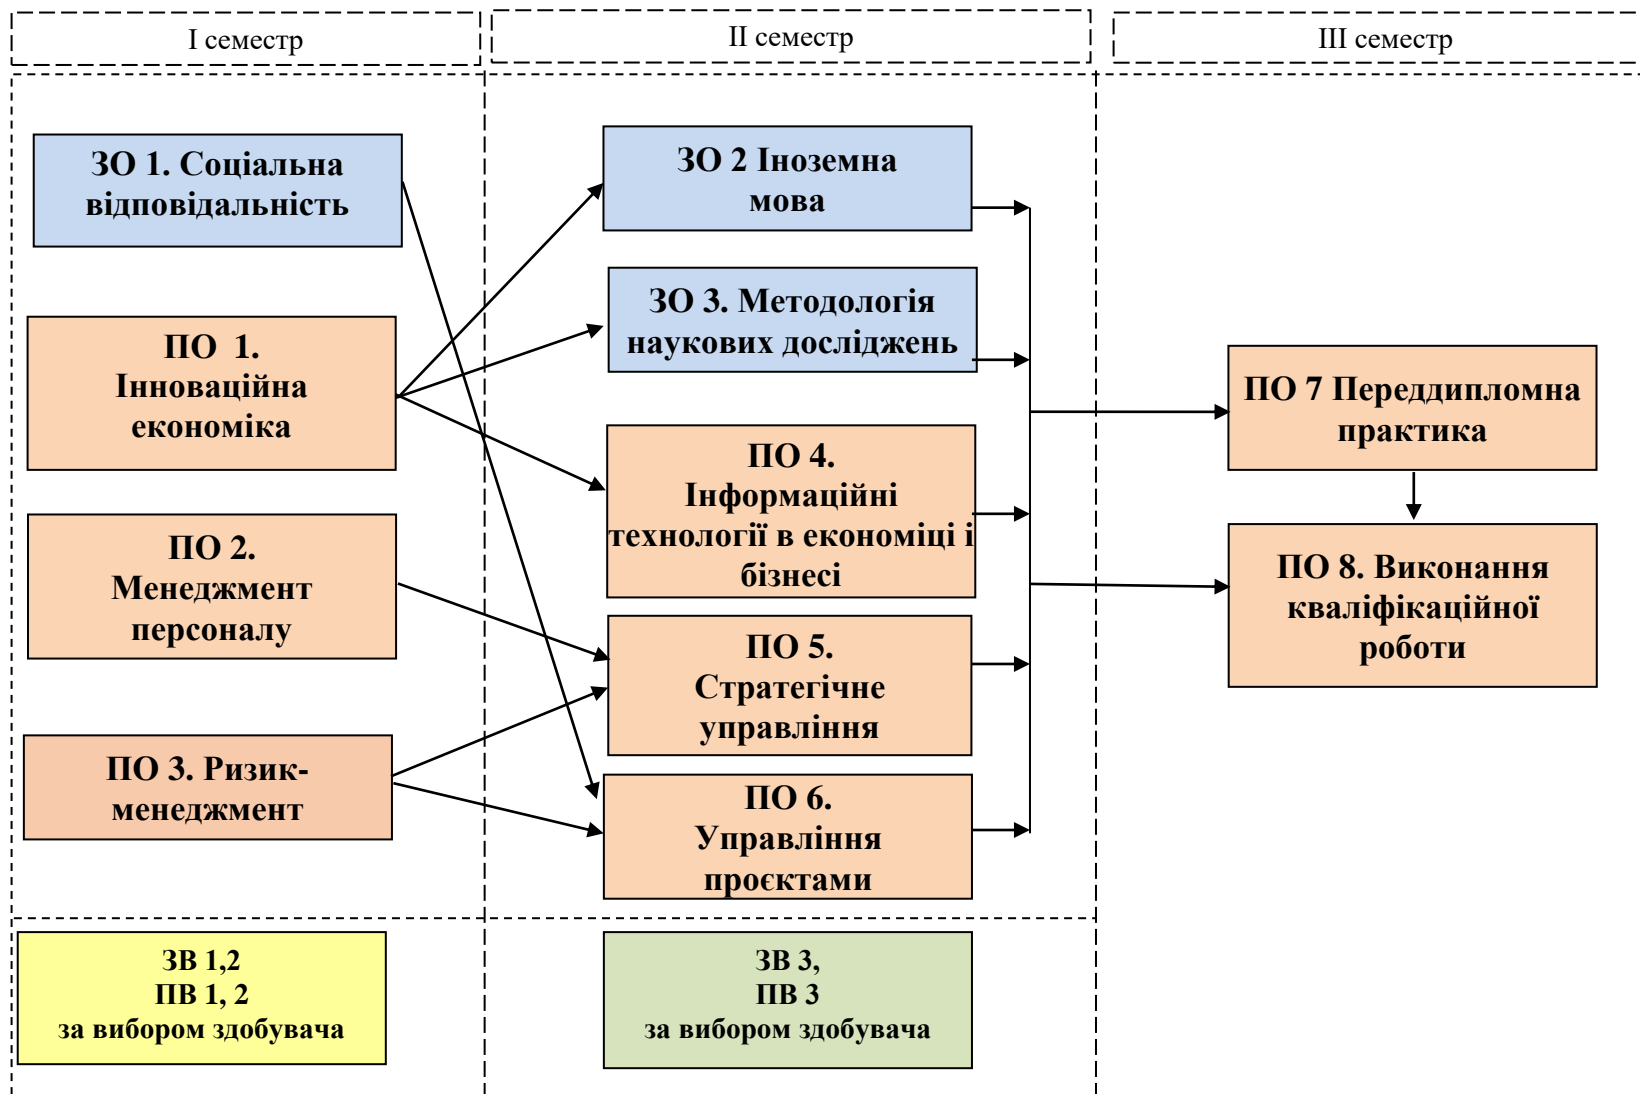 I семестр
II семестр
III семестр
ЗО 1. Соціальна
відповідальність
ПО 1.
Інноваційна
економіка
ПО 2.
Менеджмент
персоналу
ПО 3. Ризик-
менеджмент
ЗВ 1,2
ПВ 1, 2
за вибором здобувача
ЗО 2 Іноземна
мова
ЗО 3. Методологія
наукових досліджень
ПО 4.
Інформаційні
технології в економіці і
бізнесі
ПО 5.
Стратегічне
управління
ПО 6.
Управління
проєктами
ЗВ 3,
ПВ 3
за вибором здобувача
ПО 7 Переддипломна
практика
ПО 8. Виконання
кваліфікаційної
роботи